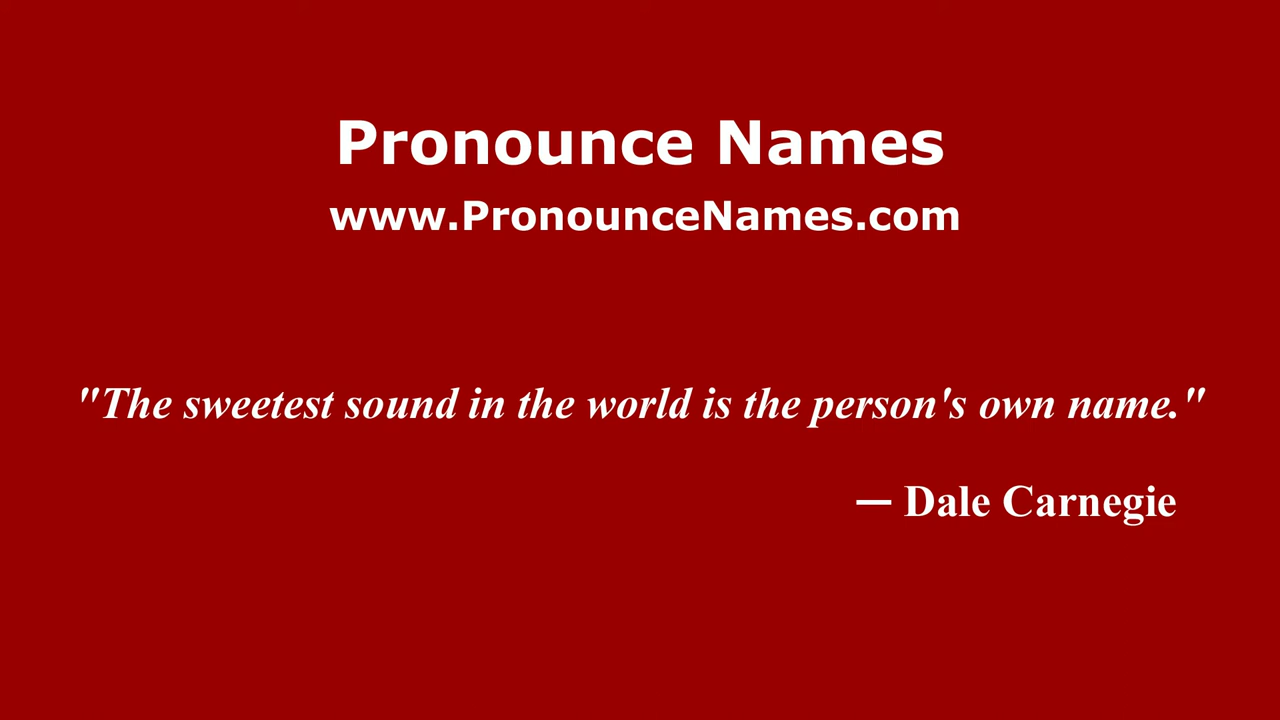 Pronounce Names
www.PronounceNames.com
"The sweetest sound in the world is the person's own name."
— Dale Carnegie